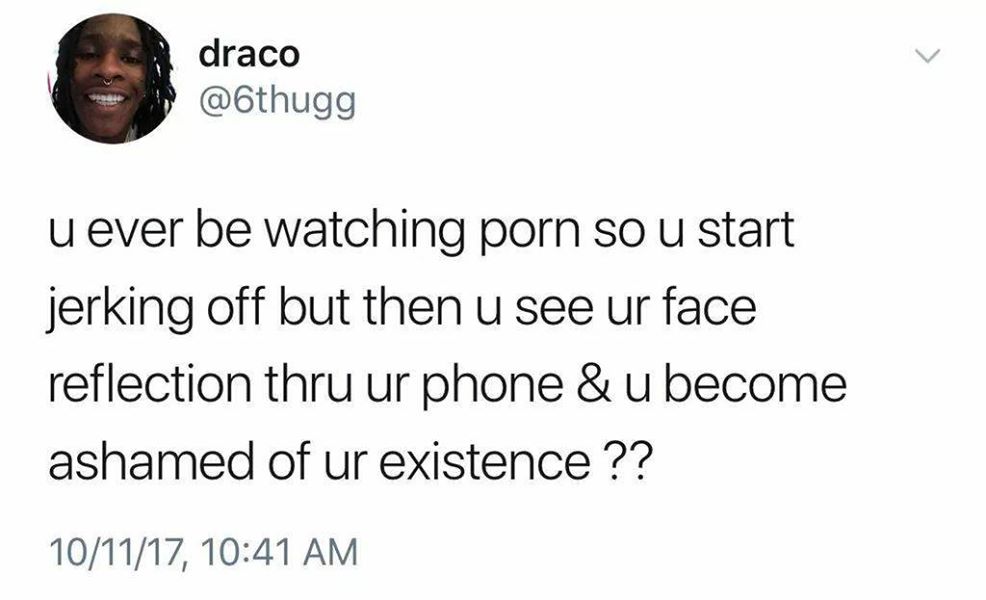 draco
@6thugg
u ever be watching porn so u start
jerking off but then u see ur face
reflection thru ur phone & u become
ashamed of ur existence ??
10/11/17, 10:41 AM